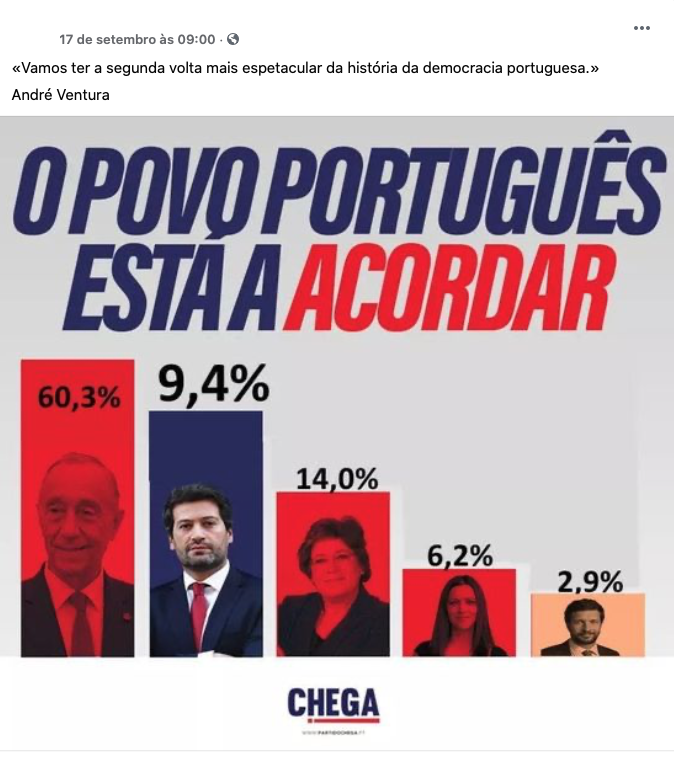 17 de setembro às 09:00 ·
«Vamos ter a segunda volta mais espetacular da história da democracia portuguesa.»
André Ventura
O POVO PORTUGUÊS
ESTÁ A ACORDAR
60,3%
9,4%
14,0%
6,2%
2,9%
CHEGA
WWW.PARTIDOCHEGA.PT